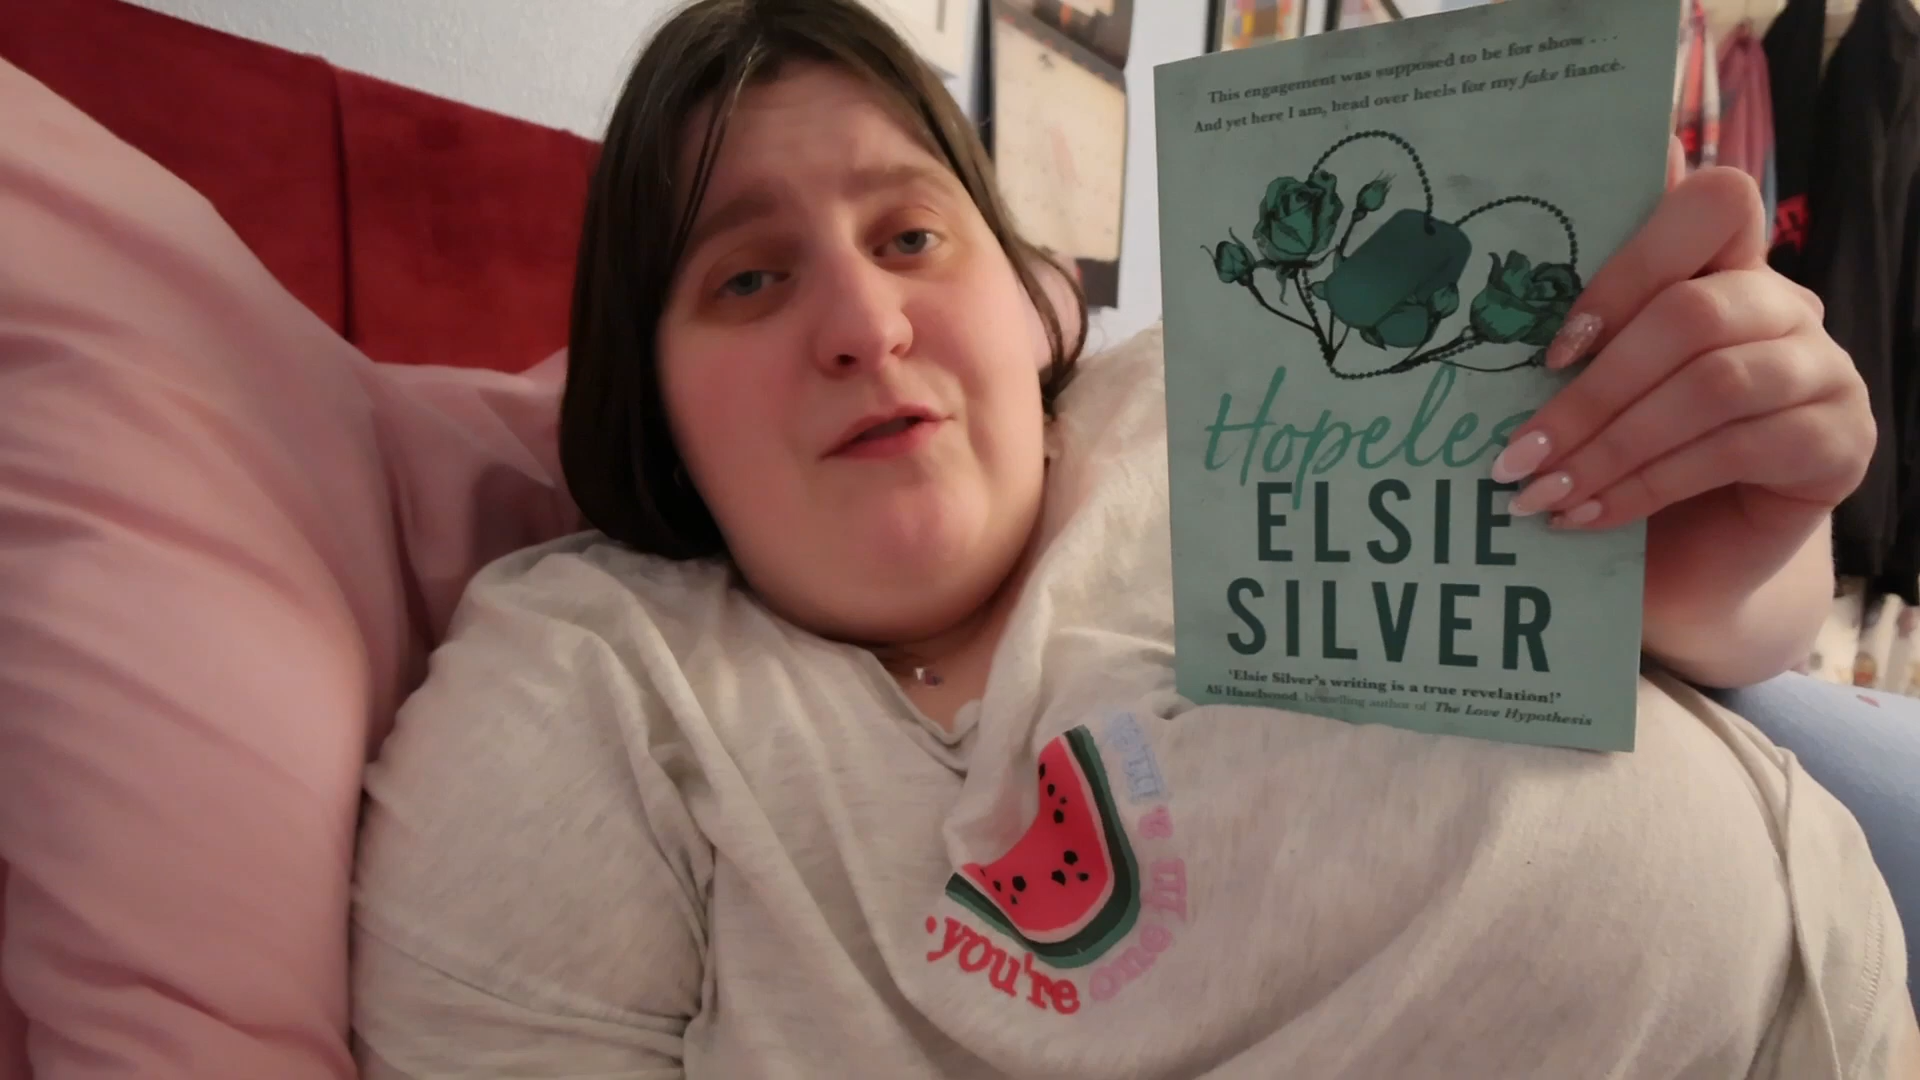 This engagement was supposed to be for show . . .
And yet here I am, head over heels for my fake fiancé.
Hopeles
ELSIE
SILVER
'Elsie Silver's writing is a true revelation!'
Ali Hazelwood, bestselling author of The Love Hypothesis
you're one in a